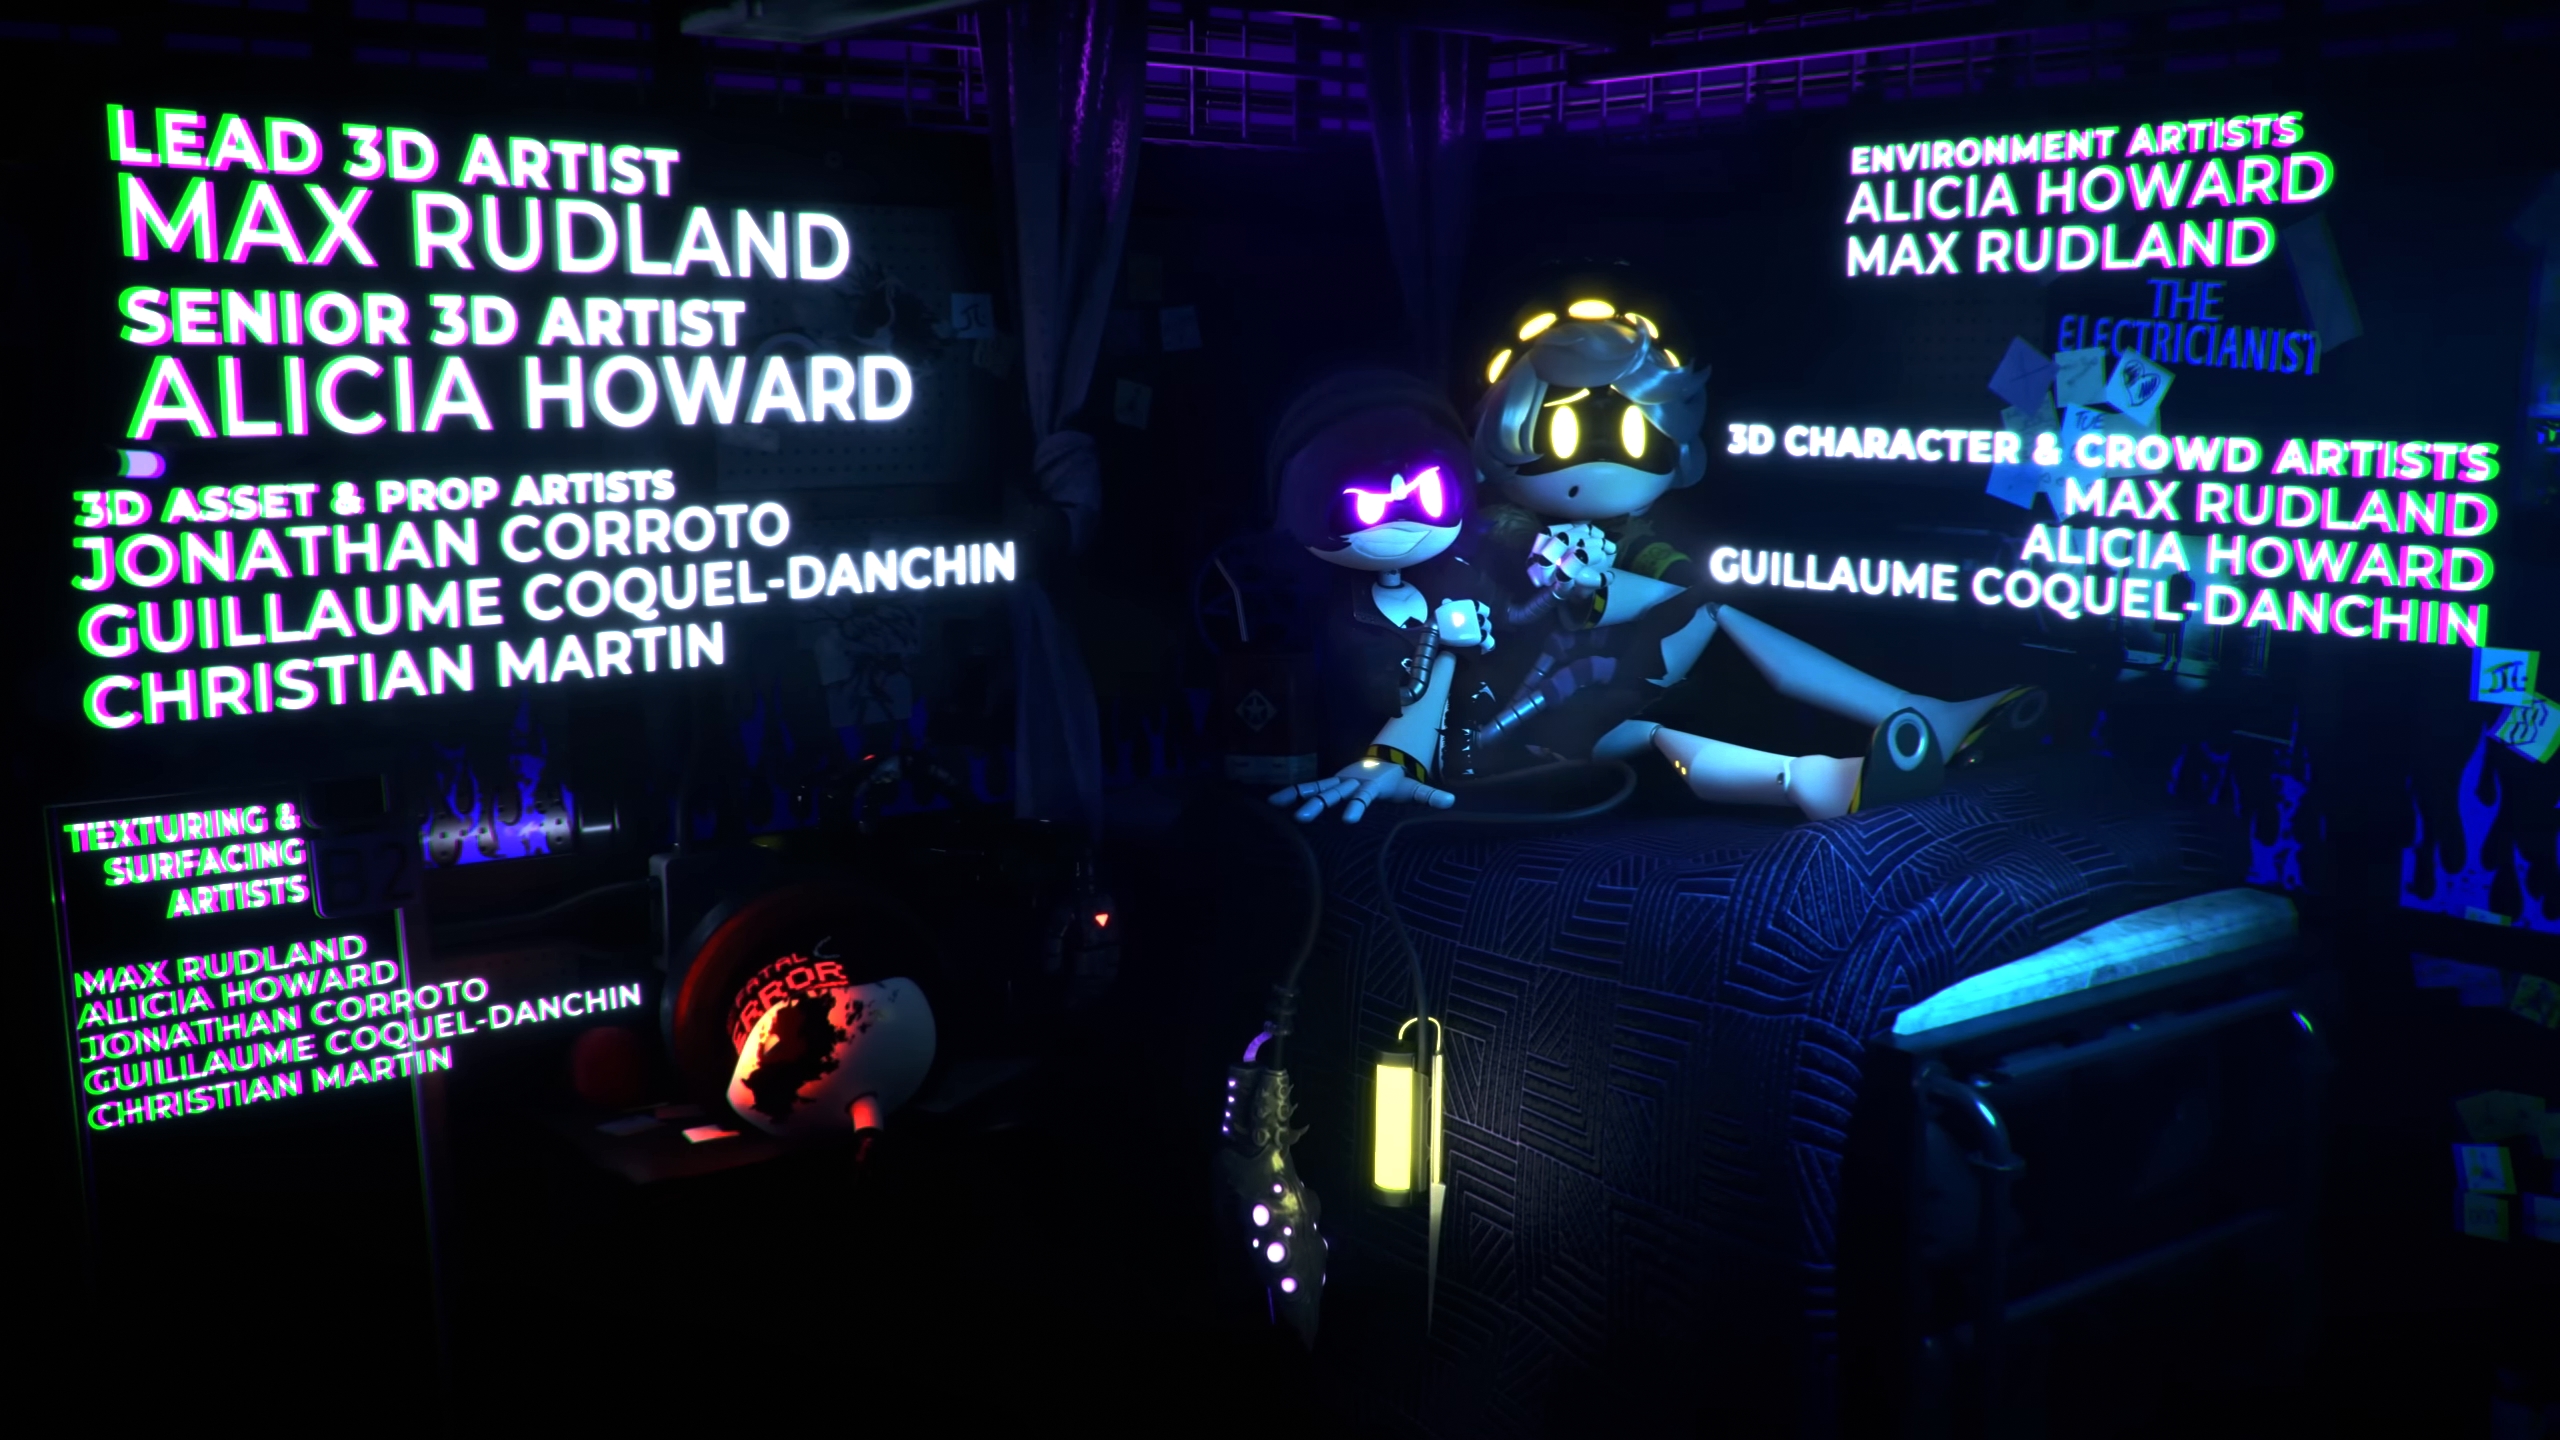 LEAD 3D ARTIST
MAX RUDLAND
SENIOR 3D ARTIST
ALICIA HOWARD
3D ASSET & PROP ARTISTS
JONATHAN CORROTO
GUILLAUME COQUEL-DANCHIN
CHRISTIAN MARTIN
TEXTURING &
SURFACING
ARTISTS
MAX RUDLAND
ALICIA HOWARD
JONATHAN CORROTO
GUILLAUME COQUEL-DANCHIN
CHRISTIAN MARTIN
B2
FATAL
ERROR
ENVIRONMENT ARTISTS
ALICIA HOWARD
MAX RUDLAND
THE
ELECTRICIANIST
TUE
3D CHARACTER & CROWD ARTISTS
MAX RUDLAND
ALICIA HOWARD
GUILLAUME COQUEL-DANCHIN